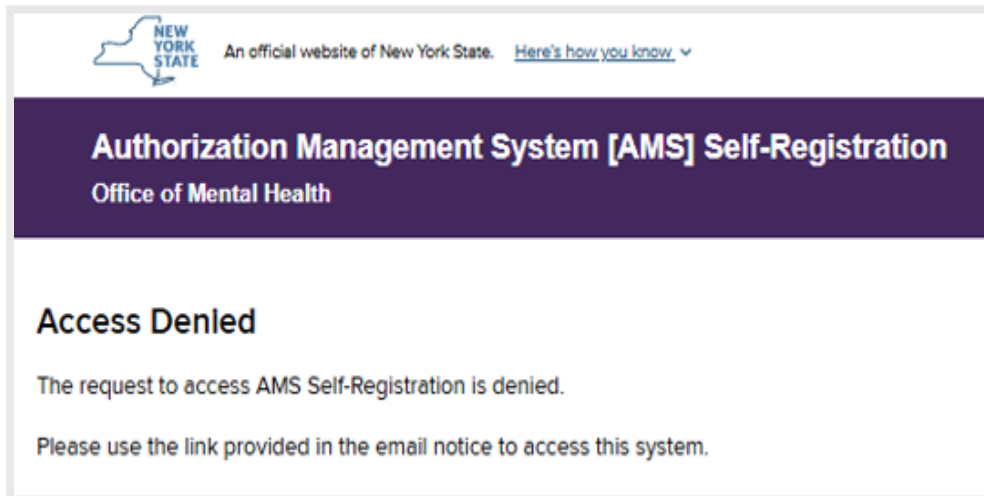 NEW
YORK
STATE
An official website of New York State. Here's how you know
Authorization Management System [AMS] Self-Registration
Office of Mental Health
Access Denied
The request to access AMS Self-Registration is denied.
Please use the link provided in the email notice to access this system.